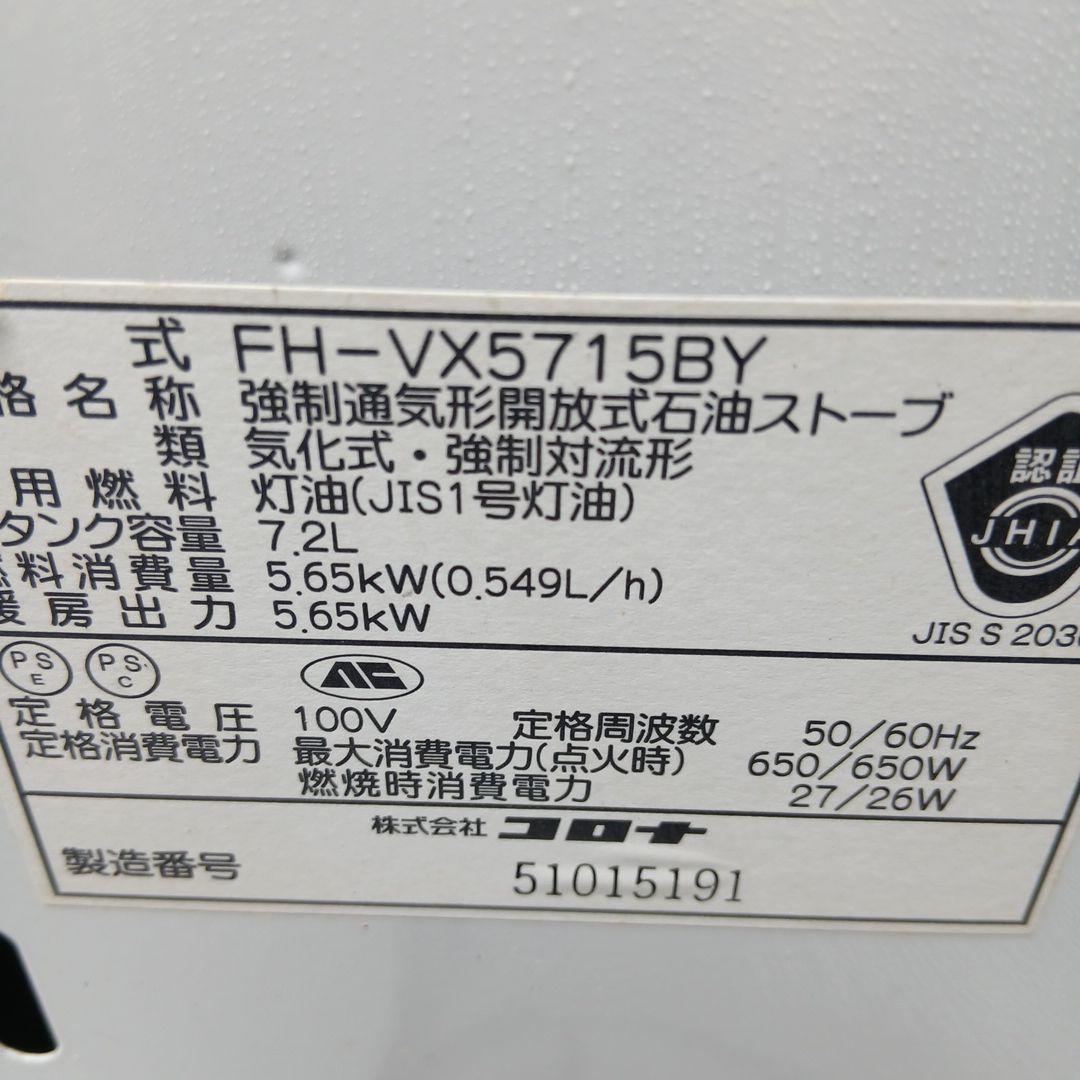 式 FH-VX5715BY
格名称 強制通気形開放式石油ストーブ
類 気化式・強制対流形
用燃料 灯油(JIS1号灯油)
タンク容量 7.2L
料消費量 5.65kW(0.549L/h)
暖房出力 5.65kW
認証
JHIA
JIS S 203
PS E PS C
定格電圧 100V 定格周波数 50/60Hz
定格消費電力 最大消費電力(点火時) 650/650W
燃焼時消費電力 27/26W
株式会社 コロナ
製造番号 51015191